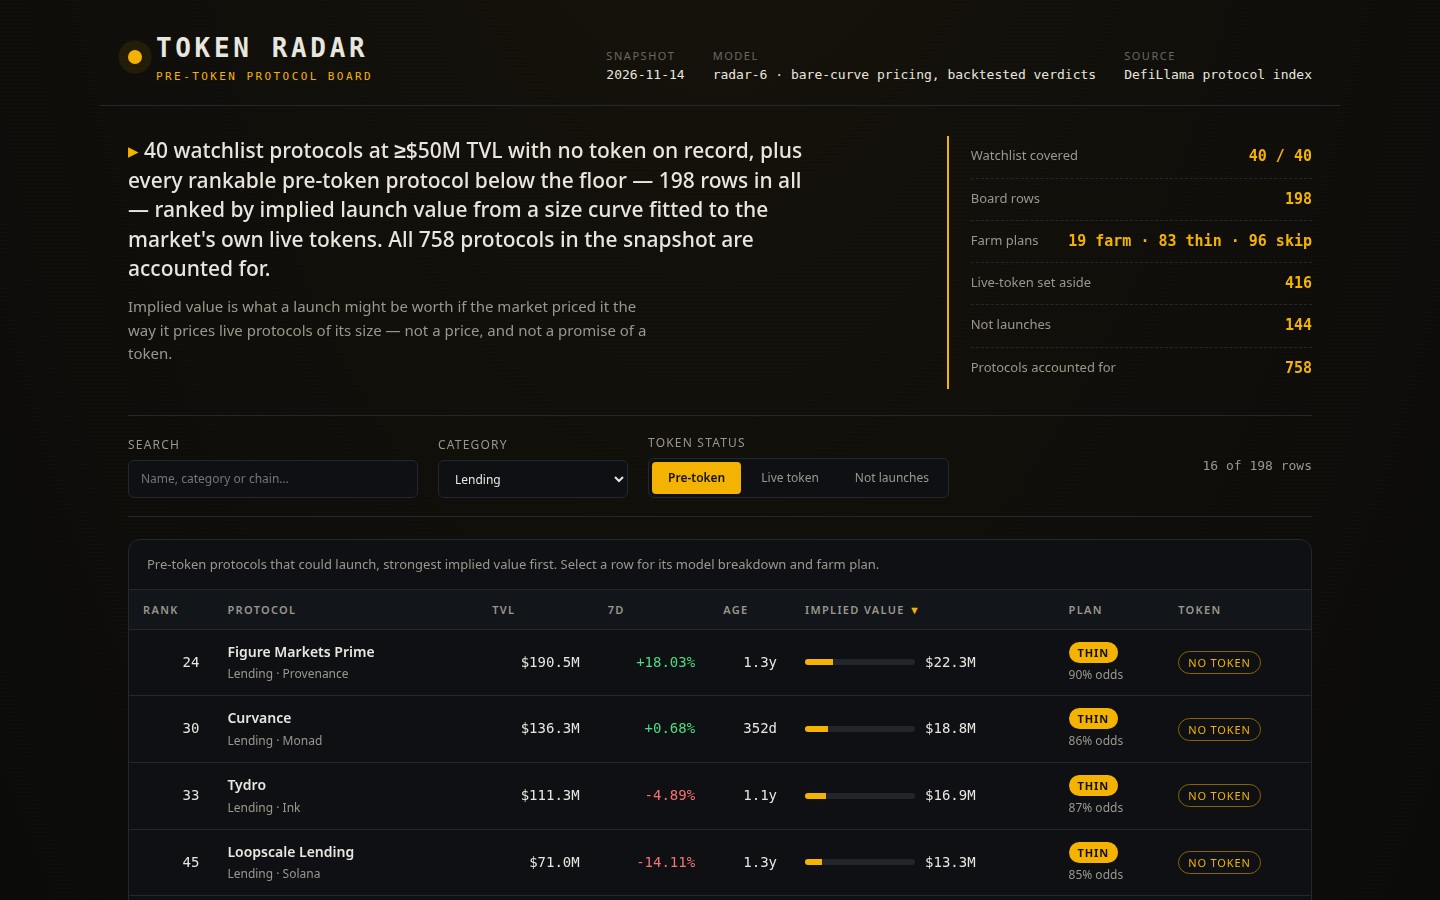 TOKEN RADAR
PRE-TOKEN PROTOCOL BOARD
SNAPSHOT
2026-11-14
MODEL
radar-6 · bare-curve pricing, backtested verdicts
SOURCE
DefiLlama protocol index
▸ 40 watchlist protocols at ≥$50M TVL with no token on record, plus
every rankable pre-token protocol below the floor — 198 rows in all
— ranked by implied launch value from a size curve fitted to the
market's own live tokens. All 758 protocols in the snapshot are
accounted for.
Implied value is what a launch might be worth if the market priced it the
way it prices live protocols of its size — not a price, and not a promise of a
token.
Watchlist covered 40 / 40
Board rows 198
Farm plans 19 farm · 83 thin · 96 skip
Live-token set aside 416
Not launches 144
Protocols accounted for 758
SEARCH
Name, category or chain...
CATEGORY
Lending
TOKEN STATUS
Pre-token Live token Not launches
16 of 198 rows
Pre-token protocols that could launch, strongest implied value first. Select a row for its model breakdown and farm plan.
RANK PROTOCOL TVL 7D AGE IMPLIED VALUE ▼ PLAN TOKEN
24 Figure Markets Prime $190.5M +18.03% 1.3y $22.3M THIN NO TOKEN
Lending · Provenance 90% odds
30 Curvance $136.3M +0.68% 352d $18.8M THIN NO TOKEN
Lending · Monad 86% odds
33 Tydro $111.3M -4.89% 1.1y $16.9M THIN NO TOKEN
Lending · Ink 87% odds
45 Loopscale Lending $71.0M -14.11% 1.3y $13.3M THIN NO TOKEN
Lending · Solana 85% odds